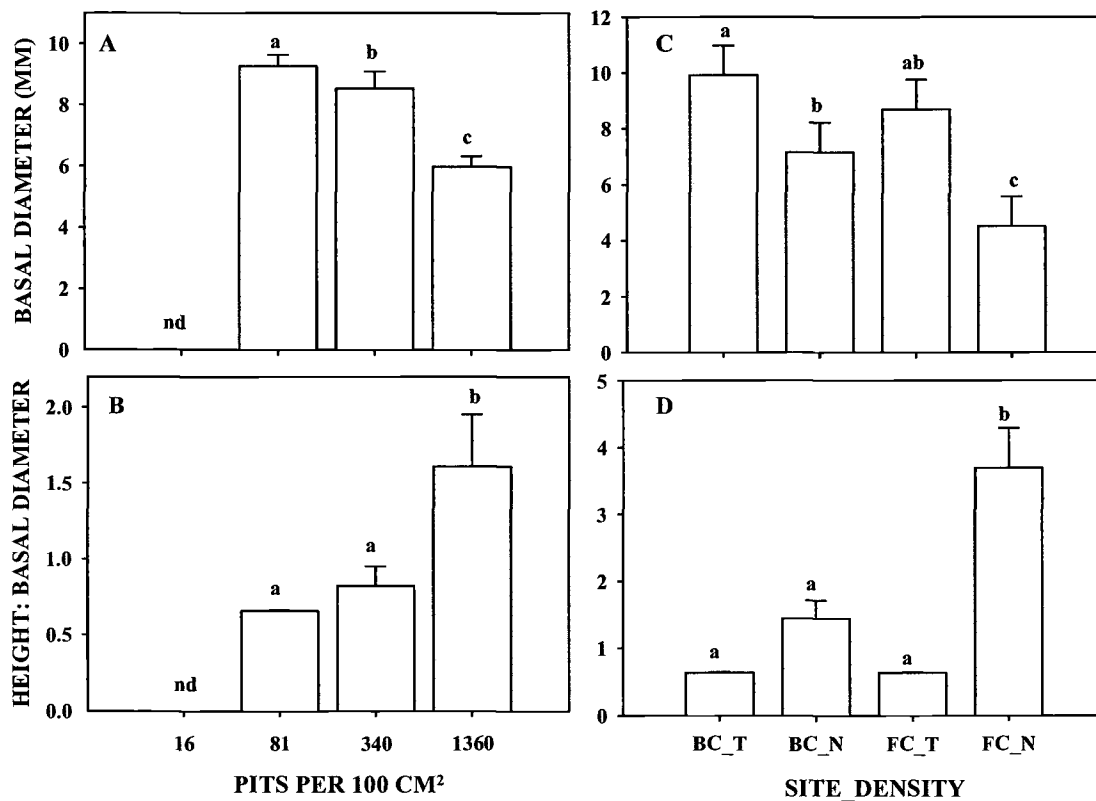 A
BASAL DIAMETER (MM)
10
8
6
4
2
0
nd
a
b
c
C
12
10
8
6
4
2
0
a
b
ab
c
B
HEIGHT: BASAL DIAMETER
2.0
1.5
1.0
0.5
0.0
nd
a
a
b
16 81 340 1360
PITS PER 100 CM²
D
5
4
3
2
1
0
a
a
a
b
BC_T BC_N FC_T FC_N
SITE_DENSITY